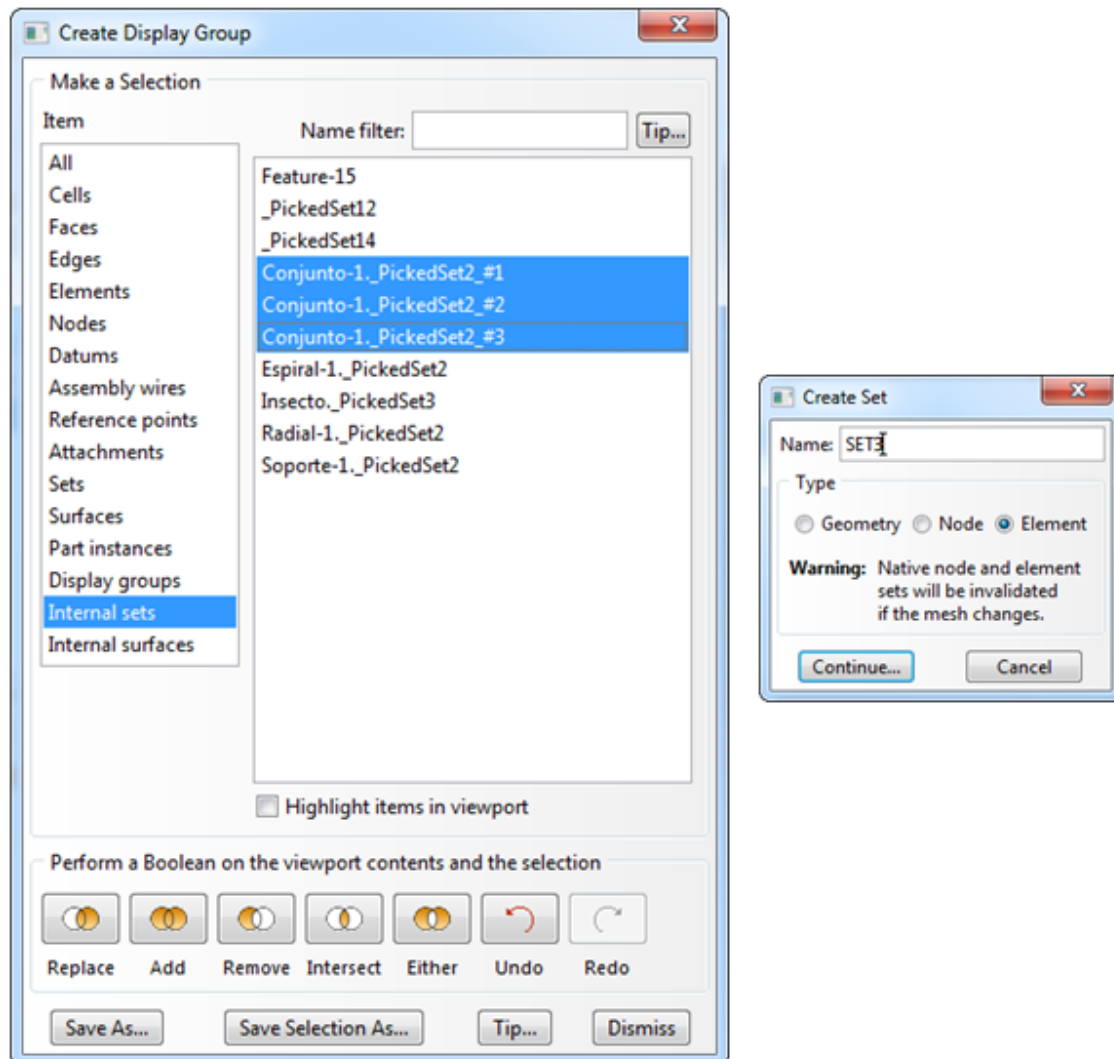 Create Display Group
Make a Selection
Item
Name filter:
Tip...
All
Cells
Faces
Edges
Elements
Nodes
Datums
Assembly wires
Reference points
Attachments
Sets
Surfaces
Part instances
Display groups
Internal sets
Internal surfaces
Feature-15
_PickedSet12
_PickedSet14
Conjunto-1._PickedSet2_#1
Conjunto-1._PickedSet2_#2
Conjunto-1._PickedSet2_#3
Espiral-1._PickedSet2
Insecto._PickedSet3
Radial-1._PickedSet2
Soporte-1._PickedSet2
Highlight items in viewport
Perform a Boolean on the viewport contents and the selection
Replace Add Remove Intersect Either Undo Redo
Save As... Save Selection As... Tip... Dismiss
Create Set
Name: SET3
Type
Geometry Node Element
Warning: Native node and element
sets will be invalidated
if the mesh changes.
Continue... Cancel